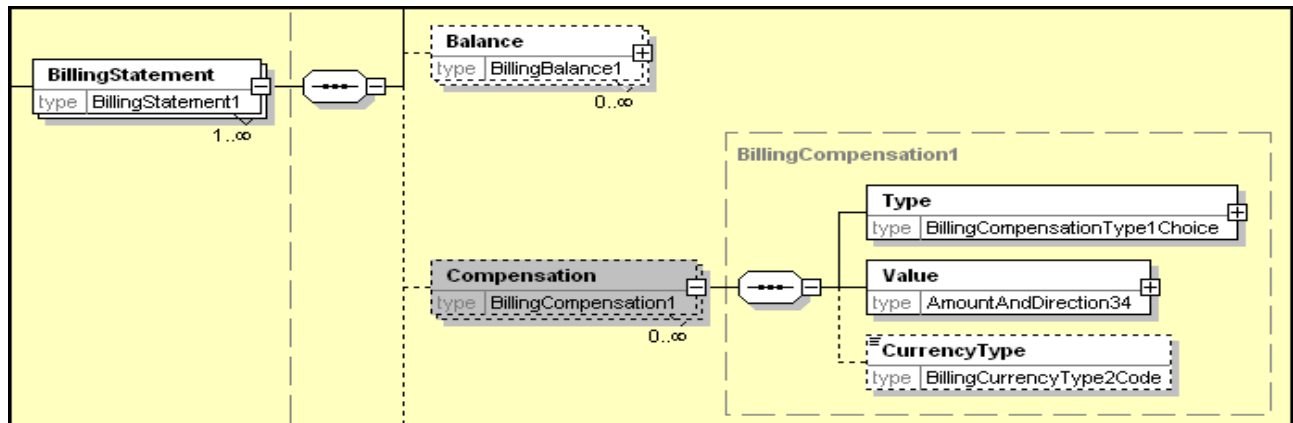 BillingStatement
type BillingStatement1
1..∞
Balance
type BillingBalance1
0..∞
Compensation
type BillingCompensation1
0..∞
BillingCompensation1
Type
type BillingCompensationType1Choice
Value
type AmountAndDirection34
CurrencyType
type BillingCurrencyType2Code